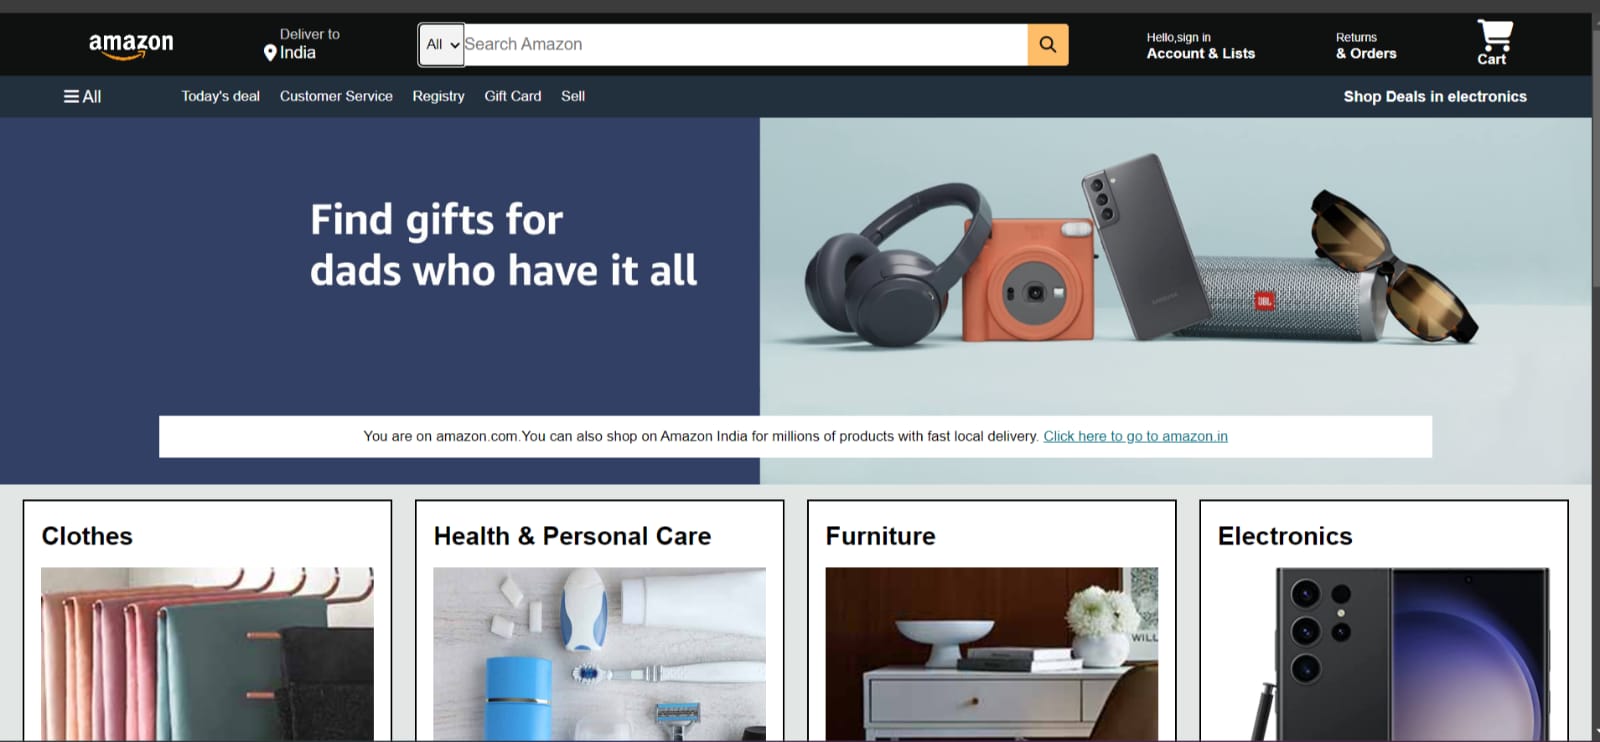 amazon
Deliver to
India
All
Search Amazon
Hello,sign in
Account & Lists
Returns
& Orders
Cart
All
Today's deal
Customer Service
Registry
Gift Card
Sell
Shop Deals in electronics
Find gifts for
dads who have it all
JBL
SAMSUNG
You are on amazon.com.You can also shop on Amazon India for millions of products with fast local delivery. Click here to go to amazon.in
Clothes
Health & Personal Care
Furniture
Electronics
WILL